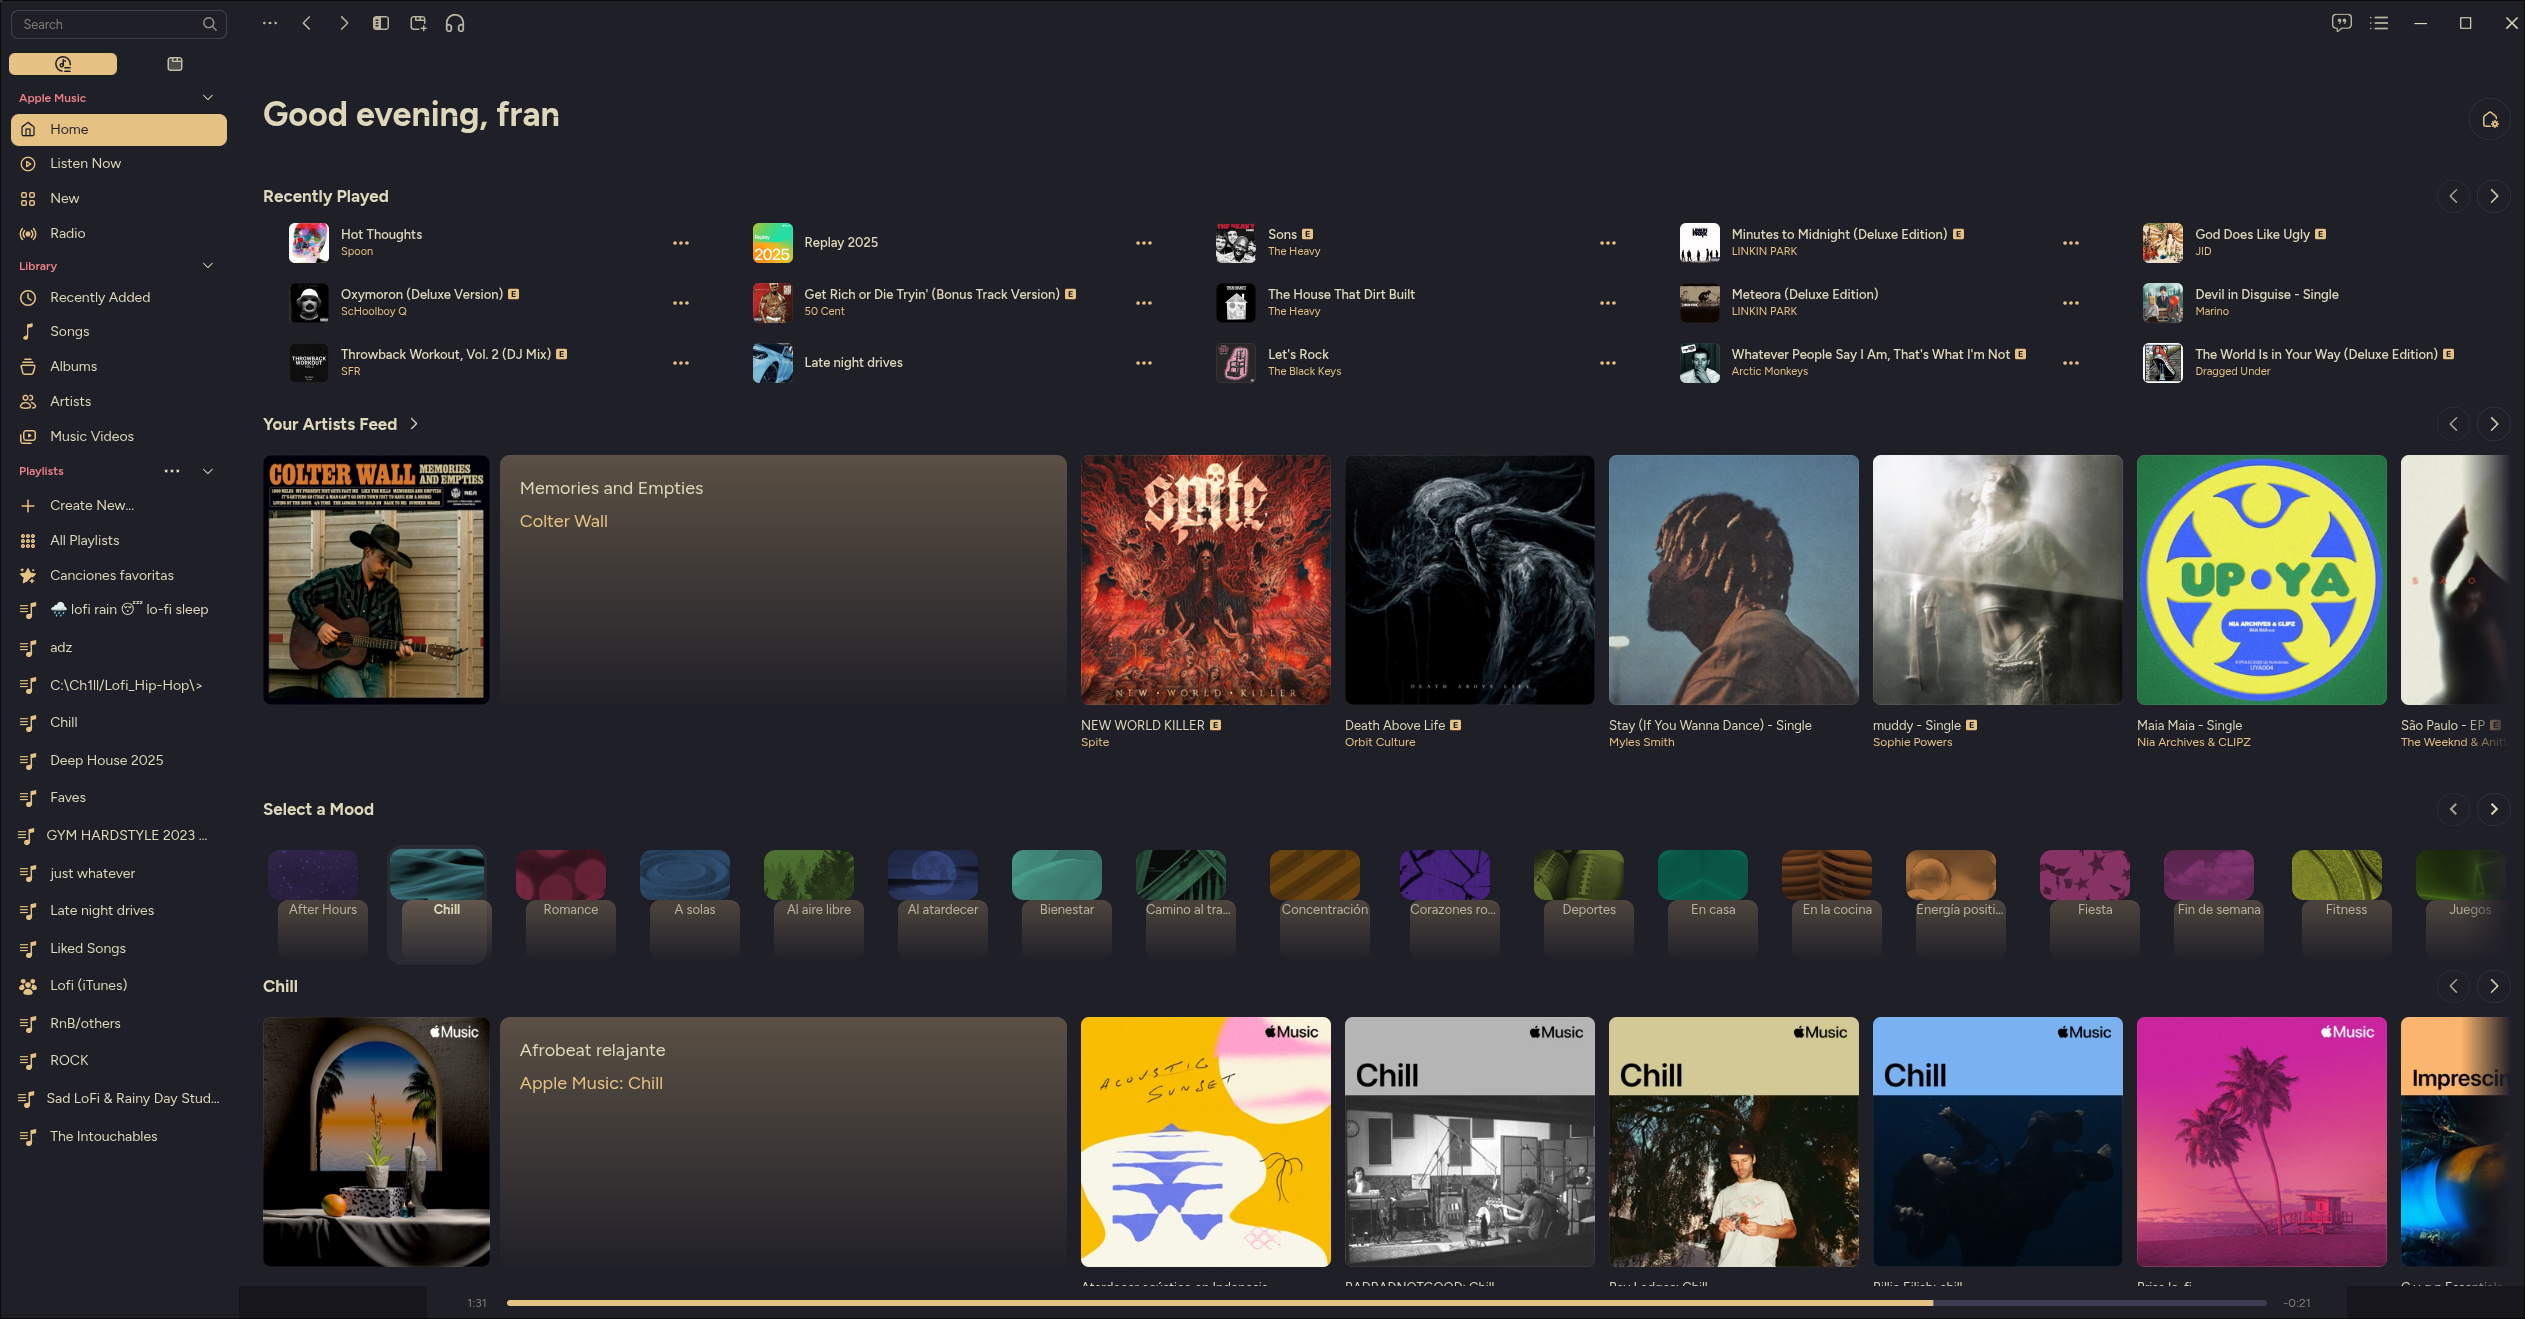 Search
Apple Music
Home
Listen Now
New
Radio
Library
Recently Added
Songs
Albums
Artists
Music Videos
Playlists
Create New...
All Playlists
Canciones favoritas
🌧️ lofi rain 😴 lo-fi sleep
adz
C:\Ch1ll/Lofi_Hip-Hop\>
Chill
Deep House 2025
Faves
GYM HARDSTYLE 2023 ...
just whatever
Late night drives
Liked Songs
Lofi (iTunes)
RnB/others
ROCK
Sad LoFi & Rainy Day Stud...
The Intouchables
Good evening, fran
Recently Played
Hot Thoughts
Spoon
Replay 2025
Sons E
The Heavy
Minutes to Midnight (Deluxe Edition) E
LINKIN PARK
God Does Like Ugly E
JID
Oxymoron (Deluxe Version) E
ScHoolboy Q
Get Rich or Die Tryin' (Bonus Track Version) E
50 Cent
The House That Dirt Built
The Heavy
Meteora (Deluxe Edition)
LINKIN PARK
Devil in Disguise - Single
Marino
Throwback Workout, Vol. 2 (DJ Mix) E
SFR
Late night drives
Let's Rock
The Black Keys
Whatever People Say I Am, That's What I'm Not E
Arctic Monkeys
The World Is in Your Way (Deluxe Edition) E
Dragged Under
Your Artists Feed
COLTER WALL MEMORIES AND EMPTIES
RCA
Memories and Empties
Colter Wall
spite
NEW · WORLD · KILLER
NEW WORLD KILLER E
Spite
DEATH ABOVE LIFE
Death Above Life E
Orbit Culture
Stay (If You Wanna Dance) - Single
Myles Smith
muddy - Single E
Sophie Powers
UP·YA
NIA ARCHIVES & CLIPZ
UYA004
Maia Maia - Single
Nia Archives & CLIPZ
S Ã O
São Paulo - EP E
The Weeknd & Anitt
Select a Mood
After Hours
Chill
Romance
A solas
Al aire libre
Al atardecer
Bienestar
Camino al tra...
Concentración
Corazones ro...
Deportes
En casa
En la cocina
Energía positi...
Fiesta
Fin de semana
Fitness
Juegos
Chill
Music
Afrobeat relajante
Apple Music: Chill
Music
ACOUSTIC
SUNSET
Music
Chill
Music
Chill
Music
Chill
Music
Imprescin
1:31
-0:21